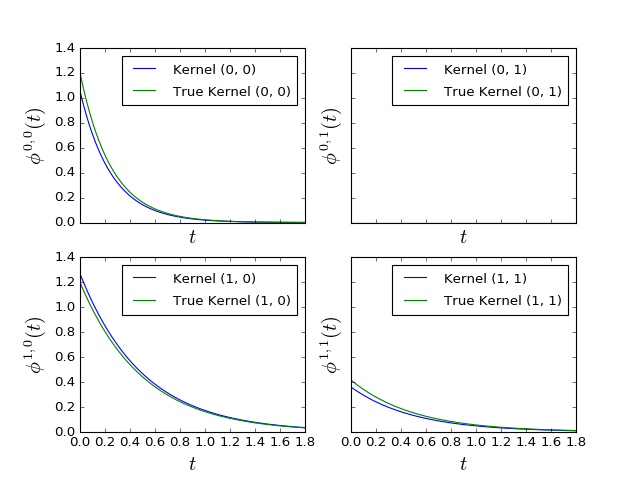 1.4
1.2
1.0
0.8
0.6
0.4
0.2
0.0
ϕ^{0,0}(t)
Kernel (0, 0)
True Kernel (0, 0)
t
ϕ^{0,1}(t)
Kernel (0, 1)
True Kernel (0, 1)
t
1.4
1.2
1.0
0.8
0.6
0.4
0.2
0.0
ϕ^{1,0}(t)
Kernel (1, 0)
True Kernel (1, 0)
0.0 0.2 0.4 0.6 0.8 1.0 1.2 1.4 1.6 1.8
t
ϕ^{1,1}(t)
Kernel (1, 1)
True Kernel (1, 1)
0.0 0.2 0.4 0.6 0.8 1.0 1.2 1.4 1.6 1.8
t